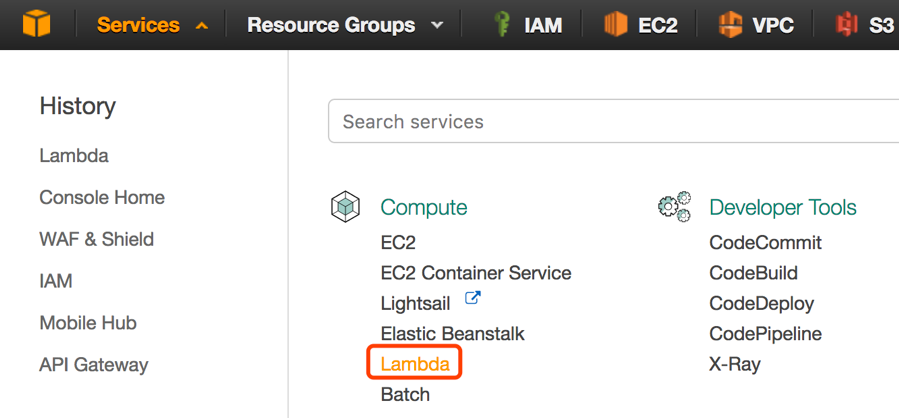 Services Resource Groups IAM EC2 VPC S3
History
Lambda
Console Home
WAF & Shield
IAM
Mobile Hub
API Gateway
Search services
Compute
EC2
EC2 Container Service
Lightsail
Elastic Beanstalk
Lambda
Batch
Developer Tools
CodeCommit
CodeBuild
CodeDeploy
CodePipeline
X-Ray